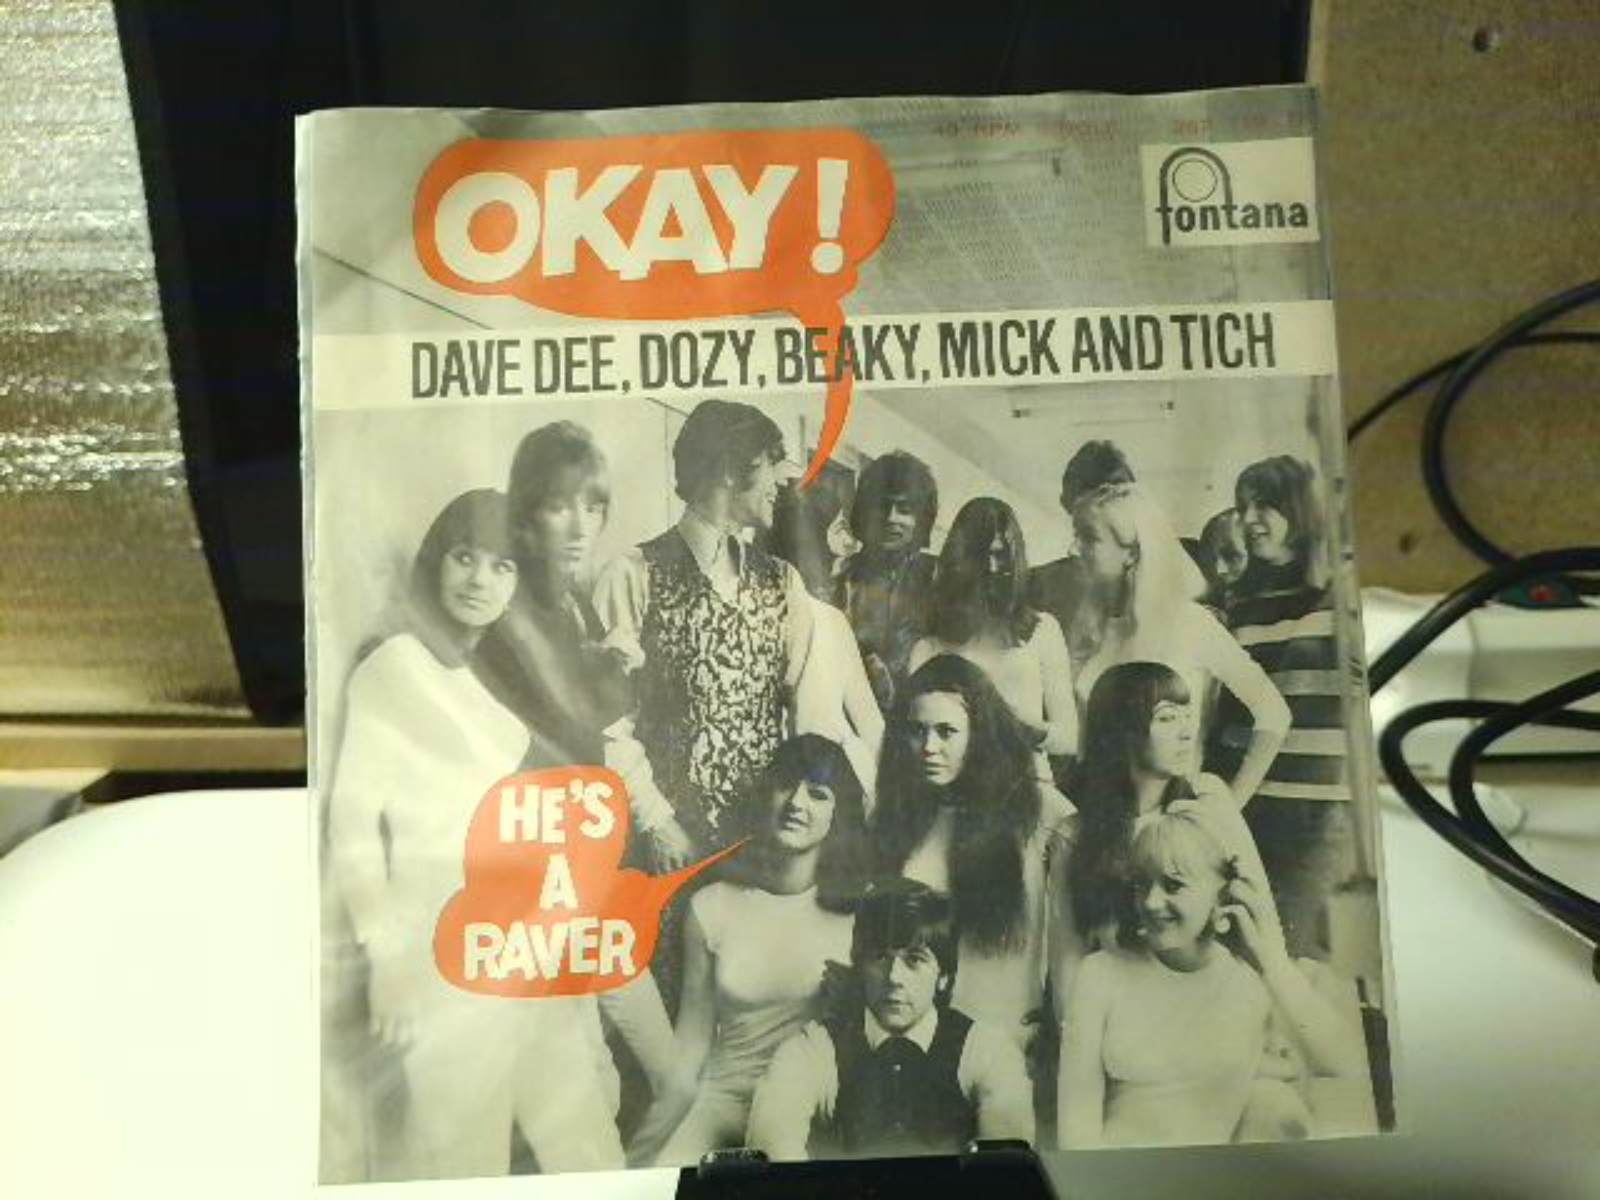 OKAY!
fontana
DAVE DEE, DOZY, BEAKY, MICK AND TICH
HE'S
A
RAVER